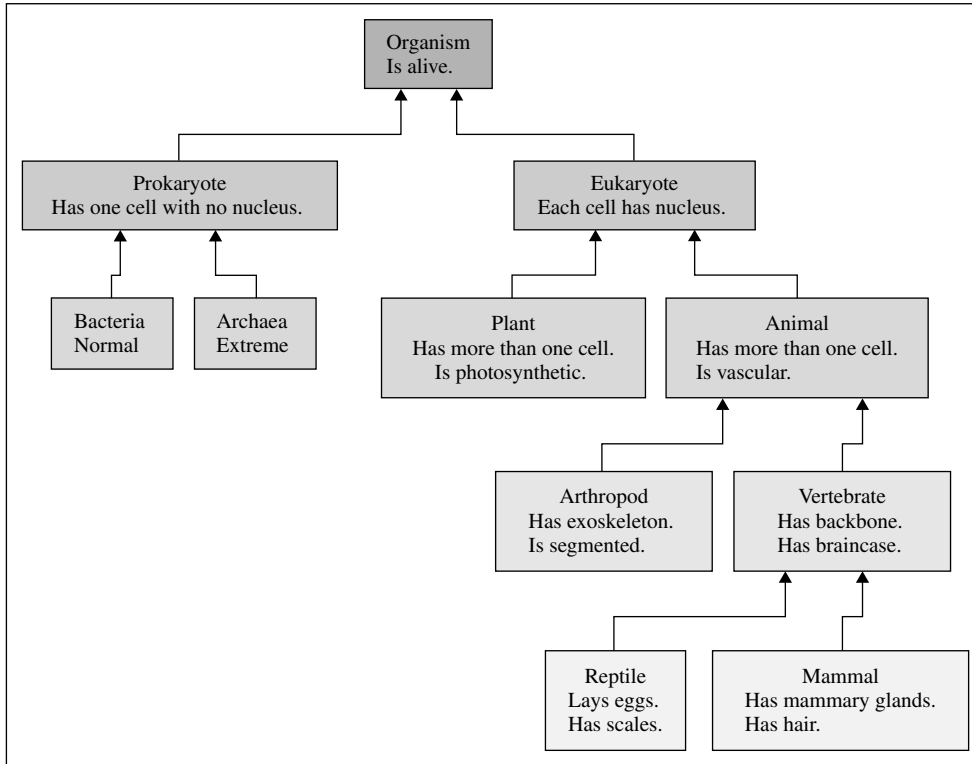 Organism
Is alive.
Prokaryote
Has one cell with no nucleus.
Eukaryote
Each cell has nucleus.
Bacteria
Normal
Archaea
Extreme
Plant
Has more than one cell.
Is photosynthetic.
Animal
Has more than one cell.
Is vascular.
Arthropod
Has exoskeleton.
Is segmented.
Vertebrate
Has backbone.
Has braincase.
Reptile
Lays eggs.
Has scales.
Mammal
Has mammary glands.
Has hair.